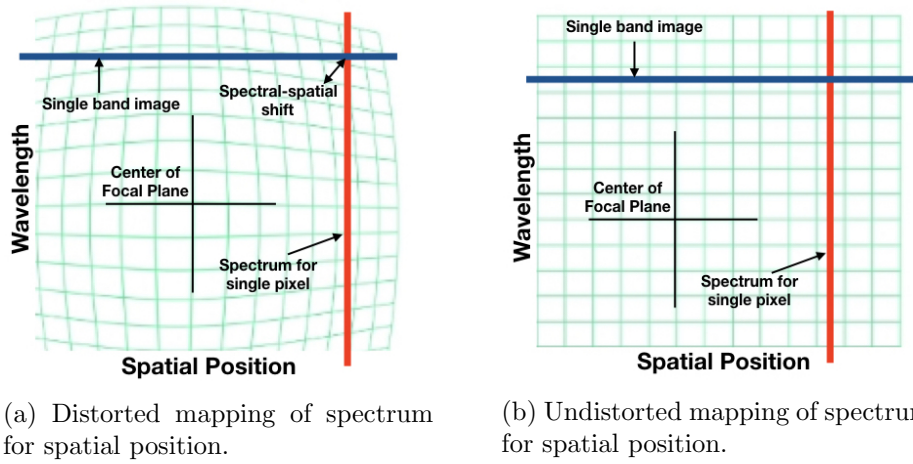 Single band image
Spectral-spatial
shift
Center of
Focal Plane
Wavelength
Spectrum for
single pixel
Spatial Position
(a) Distorted mapping of spectrum
for spatial position.
Single band image
Center of
Focal Plane
Wavelength
Spectrum for
single pixel
Spatial Position
(b) Undistorted mapping of spectru
for spatial position.